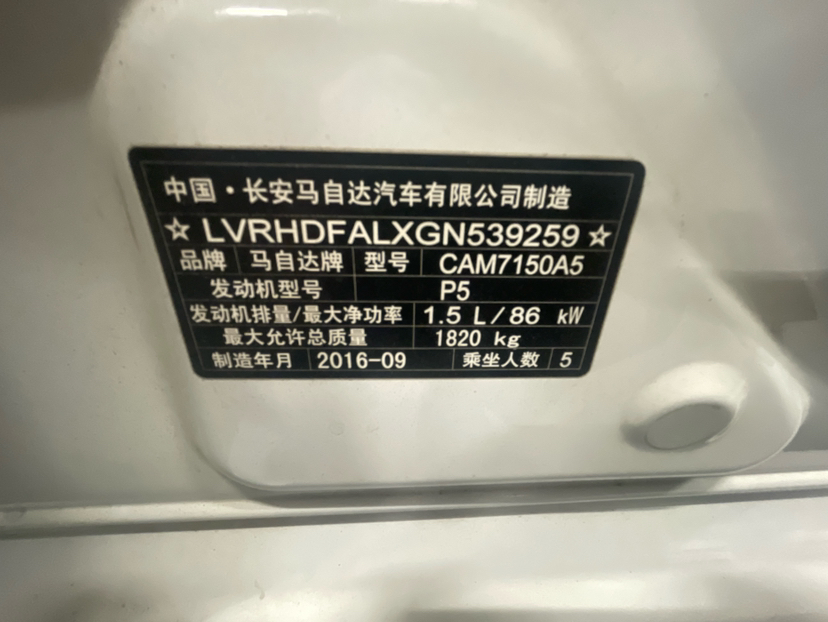 中国·长安马自达汽车有限公司制造
☆LVRHDFALXGN539259☆
品牌 马自达牌 型号 CAM7150A5
发动机型号 P5
发动机排量/最大净功率 1.5 L/86 kW
最大允许总质量 1820 kg
制造年月 2016-09 乘坐人数 5